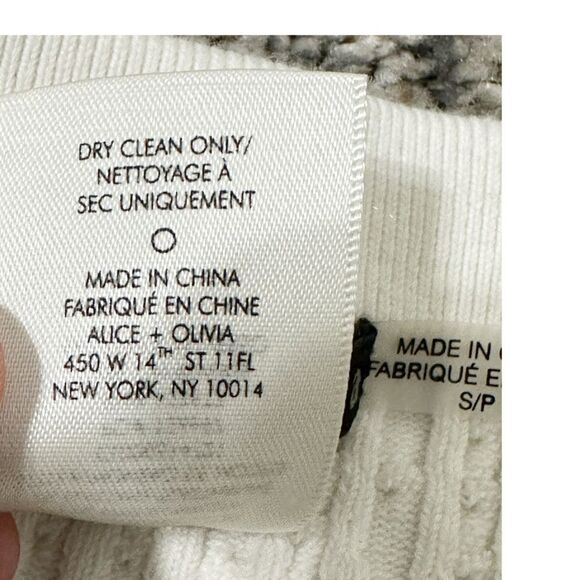 DRY CLEAN ONLY/
NETTOYAGE À
SEC UNIQUEMENT
MADE IN CHINA
FABRIQUÉ EN CHINE
ALICE + OLIVIA
450 W 14TH ST 11FL
NEW YORK, NY 10014
MADE IN
FABRIQUÉ
S/P